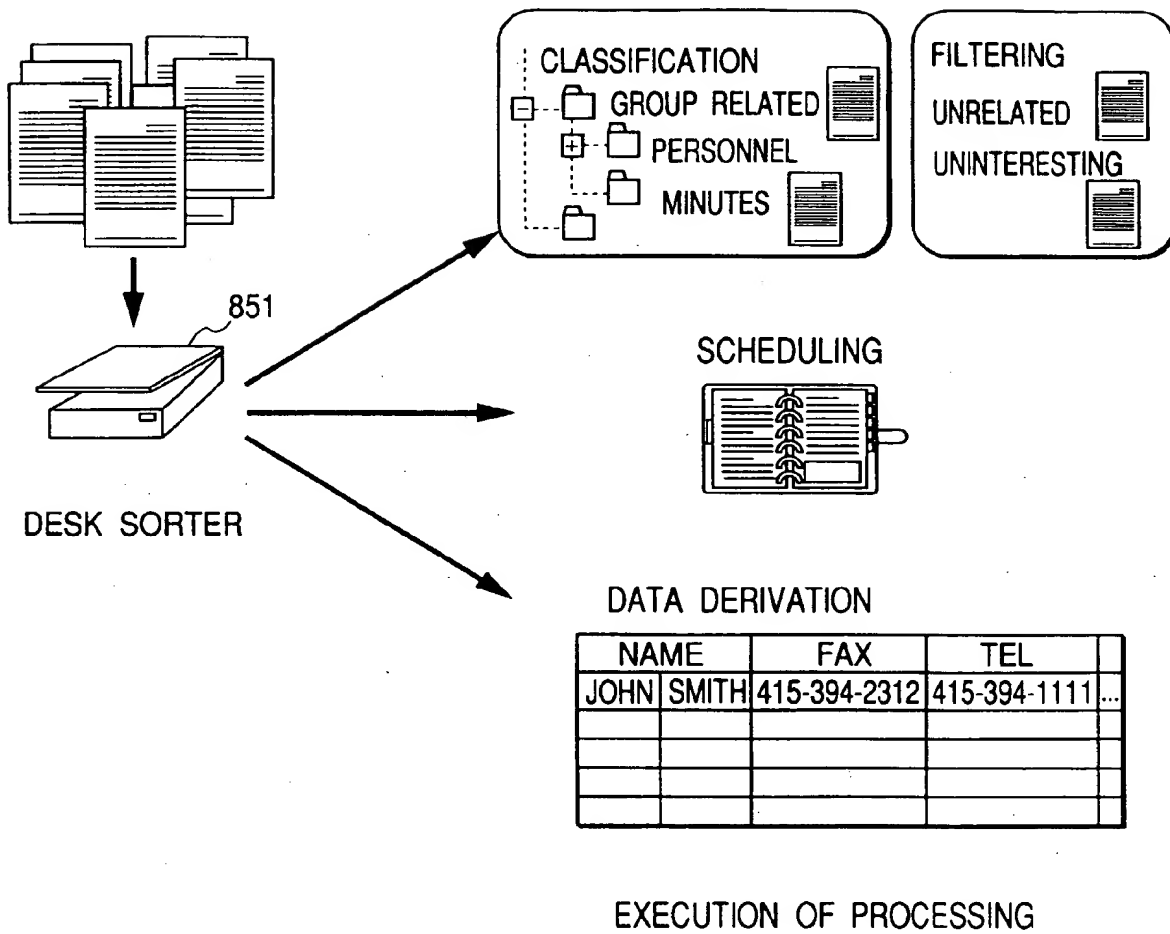 CLASSIFICATION
GROUP RELATED
PERSONNEL
MINUTES
FILTERING
UNRELATED
UNINTERESTING
851
DESK SORTER
SCHEDULING
DATA DERIVATION
NAME FAX TEL
JOHN SMITH 415-394-2312 415-394-1111 ...
EXECUTION OF PROCESSING